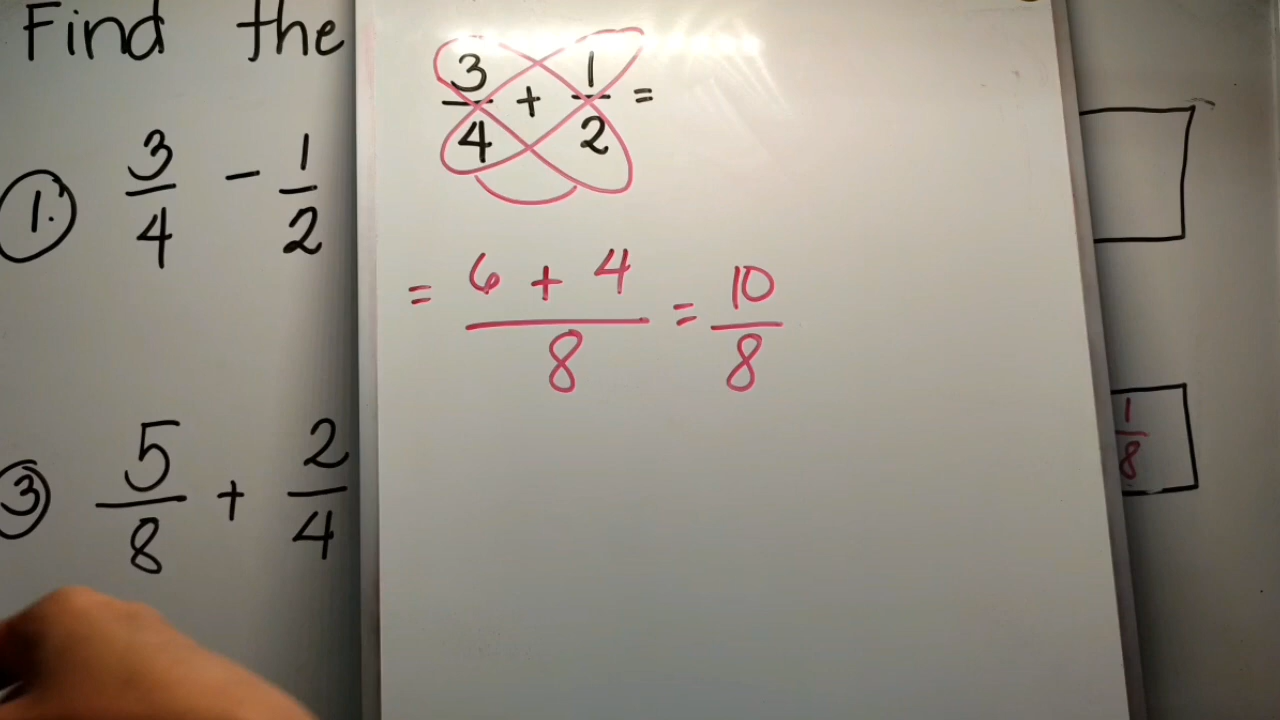 Find the
① 3/4 - 1/2
③ 5/8 + 2/4
3/4 + 1/2 =
= 6 + 4/8 = 10/8
1/8